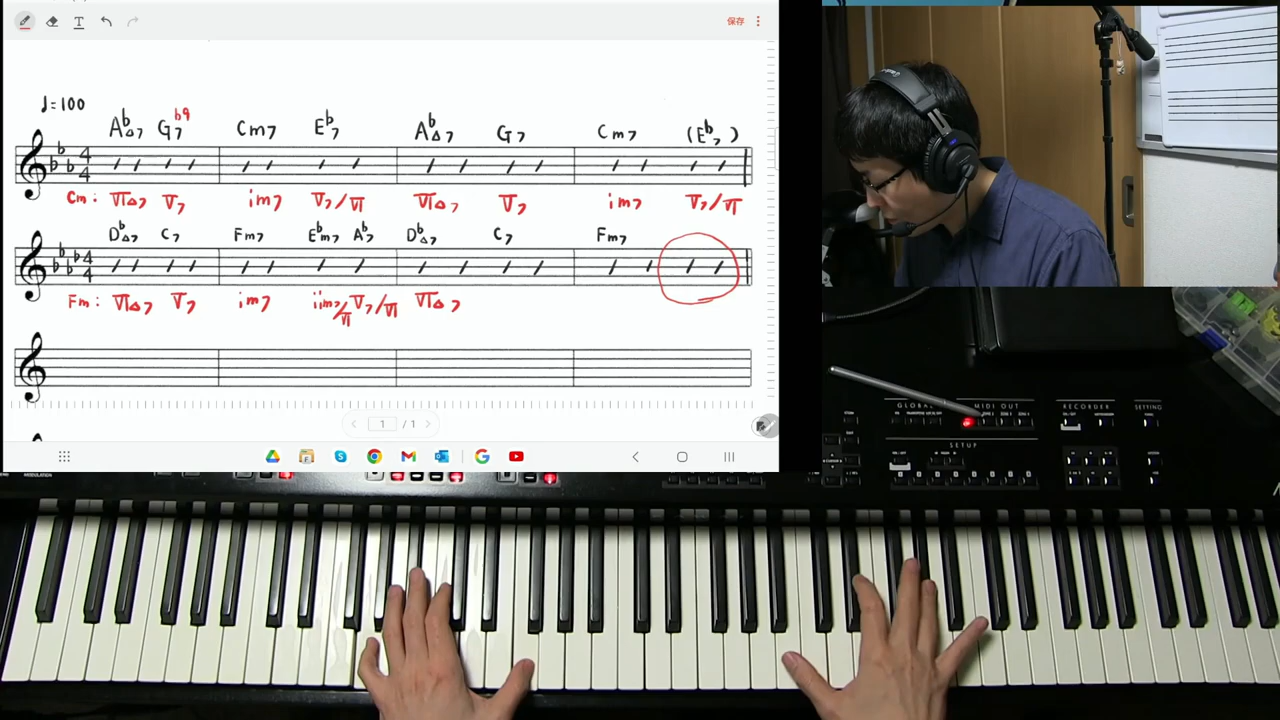 保存
♩=100
A♭△7 G7 ♭9 Cm7 E♭7 A♭△7 G7 Cm7 (E♭7)
Cm: VI△7 V7 im7 V7/VI VI△7 V7 im7 V7/VI
D♭△7 C7 Fm7 E♭m7 A♭7 D♭△7 C7 Fm7
Fm: VI△7 V7 im7 iim7/VI V7/VI VI△7
1 / 1
GLOBAL MIDI OUT RECORDER SETTING
SETUP